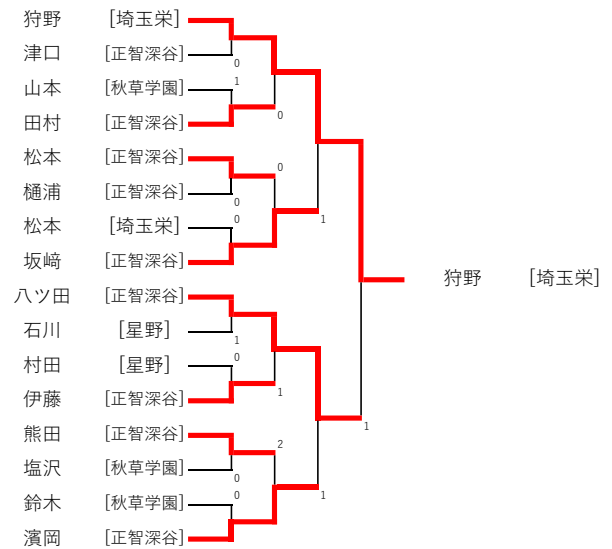 狩野 [埼玉栄]
津口 [正智深谷]
0
1
山本 [秋草学園]
田村 [正智深谷]
0
松本 [正智深谷]
0
樋浦 [正智深谷]
0
松本 [埼玉栄]
0
1
坂﨑 [正智深谷]
狩野 [埼玉栄]
八ツ田 [正智深谷]
石川 [星野]
1
村田 [星野]
0
伊藤 [正智深谷]
1
熊田 [正智深谷]
1
2
塩沢 [秋草学園]
0
鈴木 [秋草学園]
0
1
濱岡 [正智深谷]